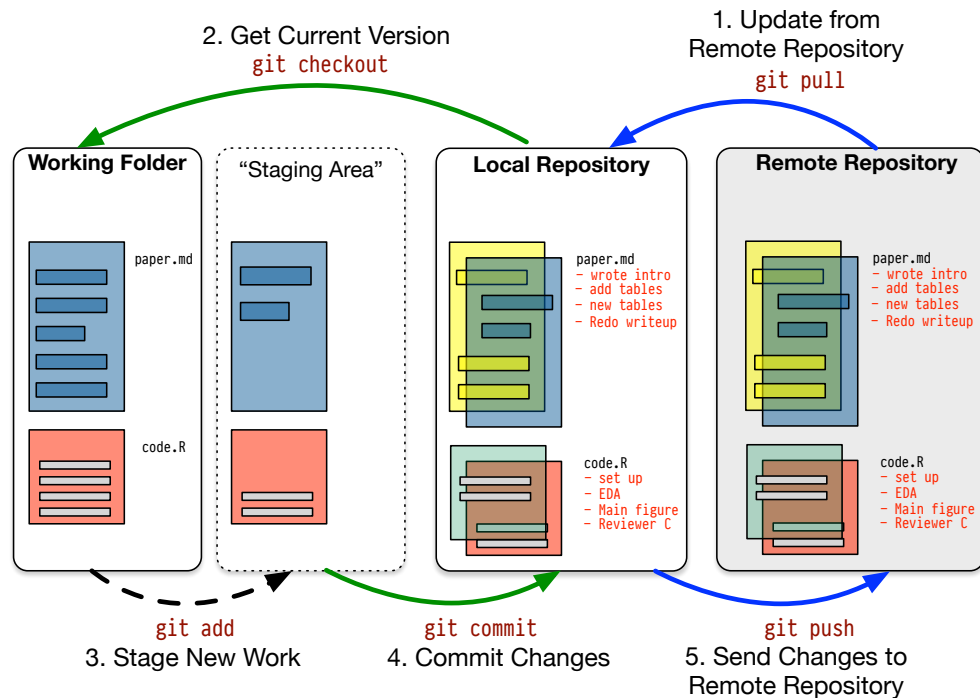 1. Update from
Remote Repository
git pull
2. Get Current Version
git checkout
Working Folder
paper.md
code.R
“Staging Area”
Local Repository
paper.md
- wrote intro
- add tables
- new tables
- Redo writeup
code.R
- set up
- EDA
- Main figure
- Reviewer C
Remote Repository
paper.md
- wrote intro
- add tables
- new tables
- Redo writeup
code.R
- set up
- EDA
- Main figure
- Reviewer C
git add
3. Stage New Work
git commit
4. Commit Changes
git push
5. Send Changes to
Remote Repository